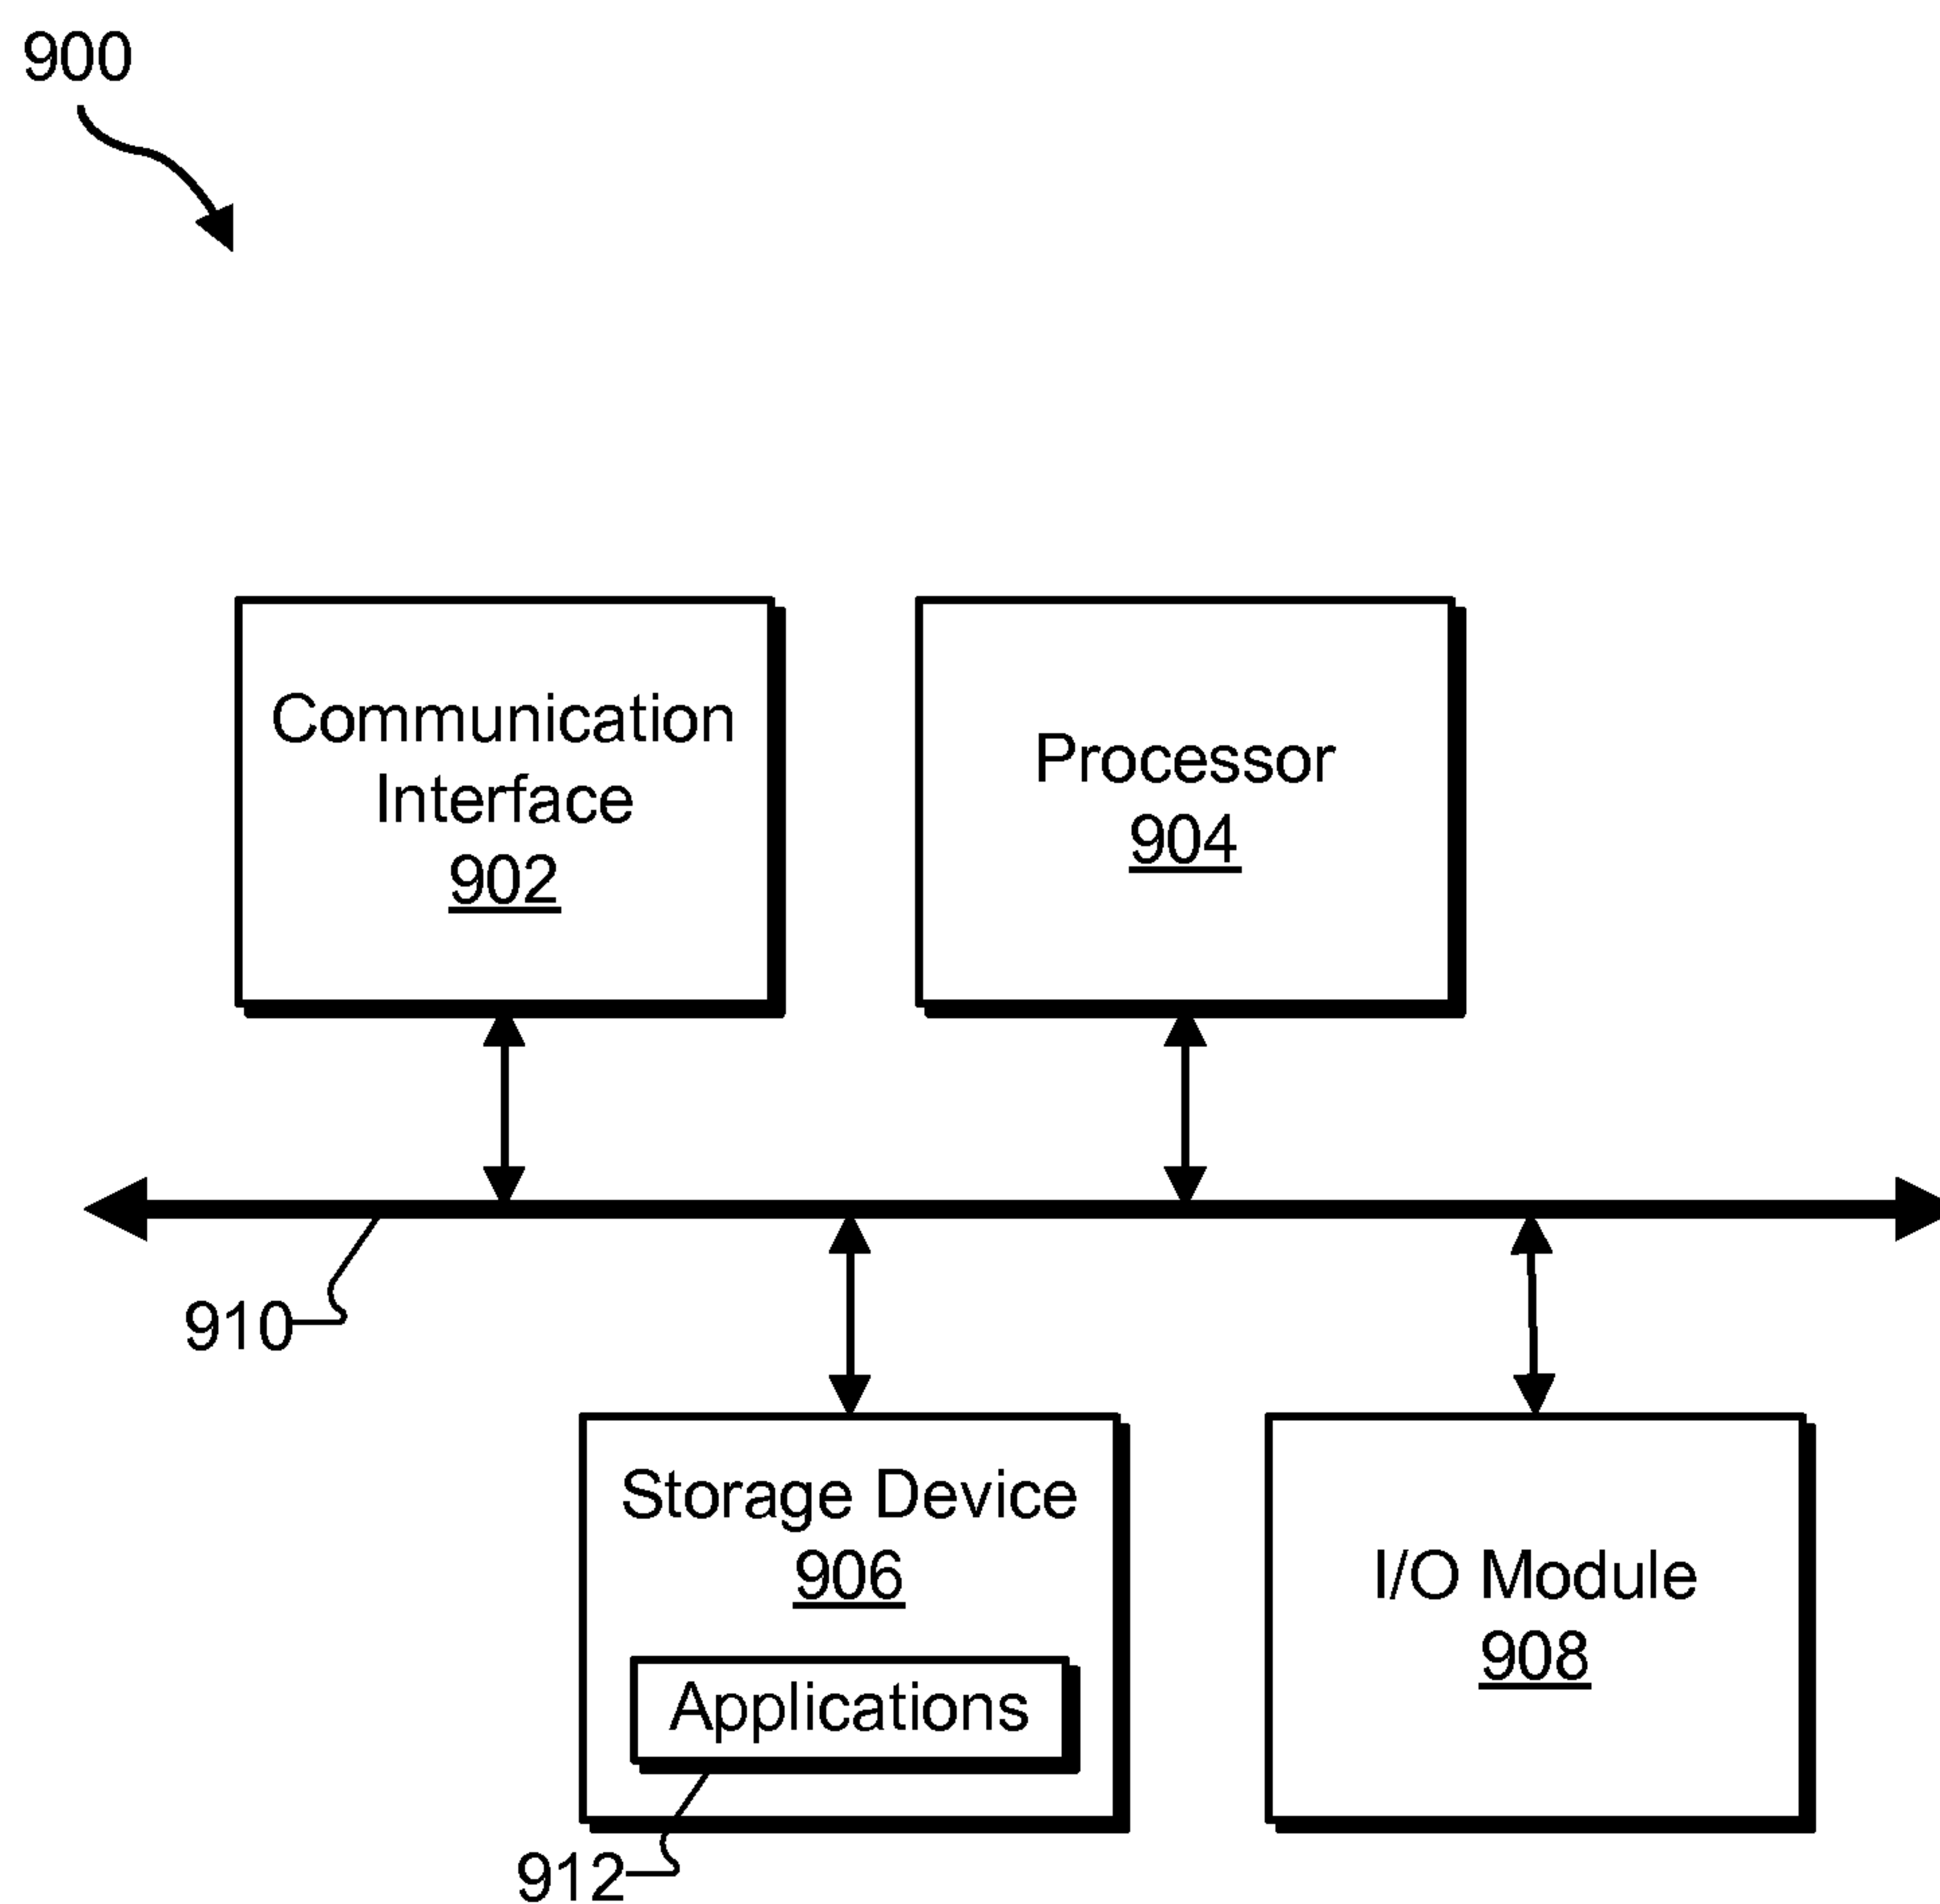 900
Communication
Interface
902
Processor
904
910
Storage Device
906
Applications
912
I/O Module
908